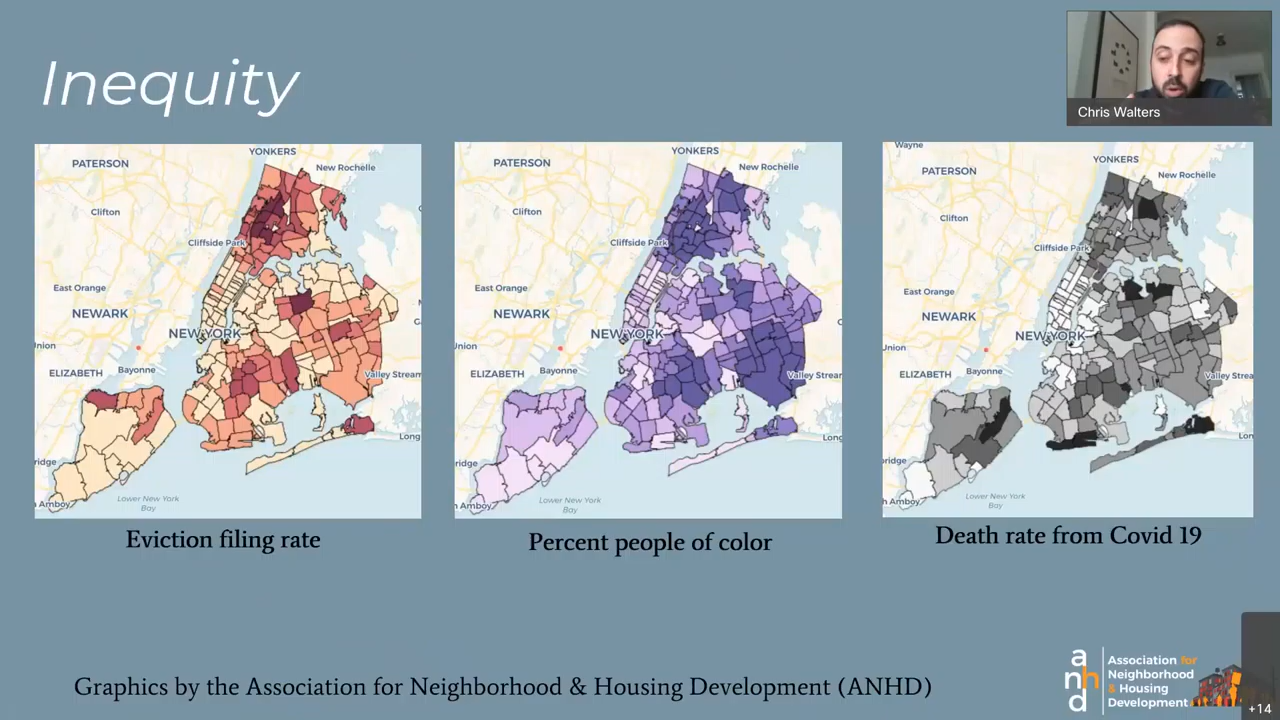 Inequity
Chris Walters
PATERSON
YONKERS
New Rochelle
Clifton
Cliffside Park
East Orange
NEWARK
NEW YORK
Union
ELIZABETH
Bayonne
Valley Stream
Long
bridge
h Amboy
Lower New York
Bay
PATERSON
YONKERS
New Rochelle
Clifton
Cliffside Park
East Orange
NEWARK
NEW YORK
Union
ELIZABETH
Bayonne
Valley Strea
Long
ridge
n Amboy
Lower New York
Bay
Wayne
PATERSON
YONKERS
New Rochelle
Clifton
Cliffside Park
East Orange
NEWARK
NEW YORK
Union
ELIZABETH
Bayonne
Valley Stre
Lon
bridge
h Amboy
Lower New York
Bay
Eviction filing rate
Percent people of color
Death rate from Covid 19
Graphics by the Association for Neighborhood & Housing Development (ANHD)
a
nh
d
Association for
Neighborhood
& Housing
Development
+14